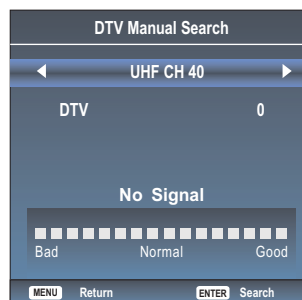 DTV Manual Search
UHF CH 40
DTV 0
No Signal
Bad Normal Good
MENU Return ENTER Search